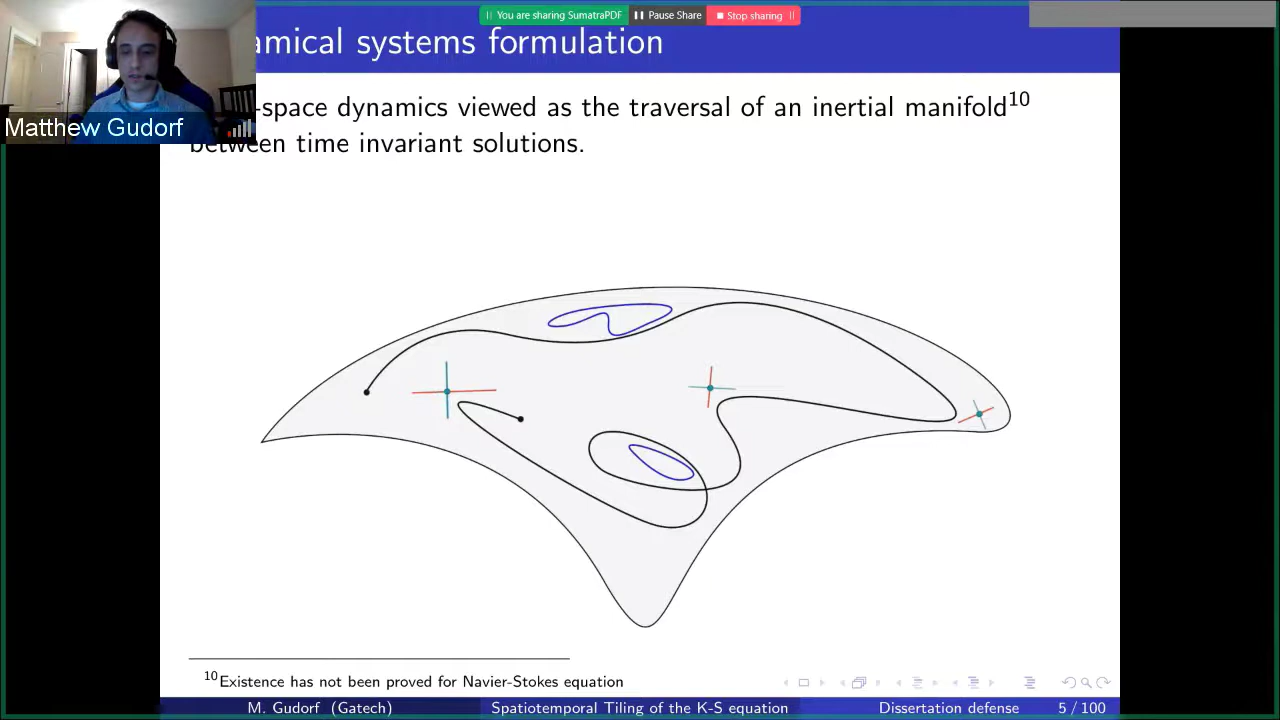 You are sharing SumatraPDF
Pause Share
Stop sharing
amical systems formulation
-space dynamics viewed as the traversal of an inertial manifold10
Matthew Gudorf
between time invariant solutions.
10Existence has not been proved for Navier-Stokes equation
M. Gudorf (Gatech)
Spatiotemporal Tiling of the K-S equation
Dissertation defense
5 / 100